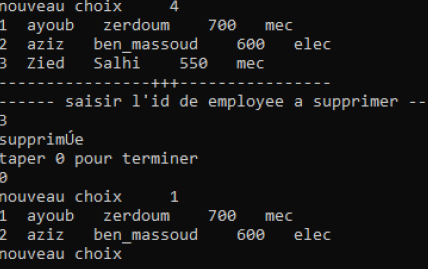 nouveau choix 4
1 ayoub zerdoum 700 mec
2 aziz ben_massoud 600 elec
3 Zied Salhi 550 mec
----------------+++----------------
------ saisir l'id de employee a supprimer --
3
supprimÚe
taper 0 pour terminer
0
nouveau choix 1
1 ayoub zerdoum 700 mec
2 aziz ben_massoud 600 elec
nouveau choix